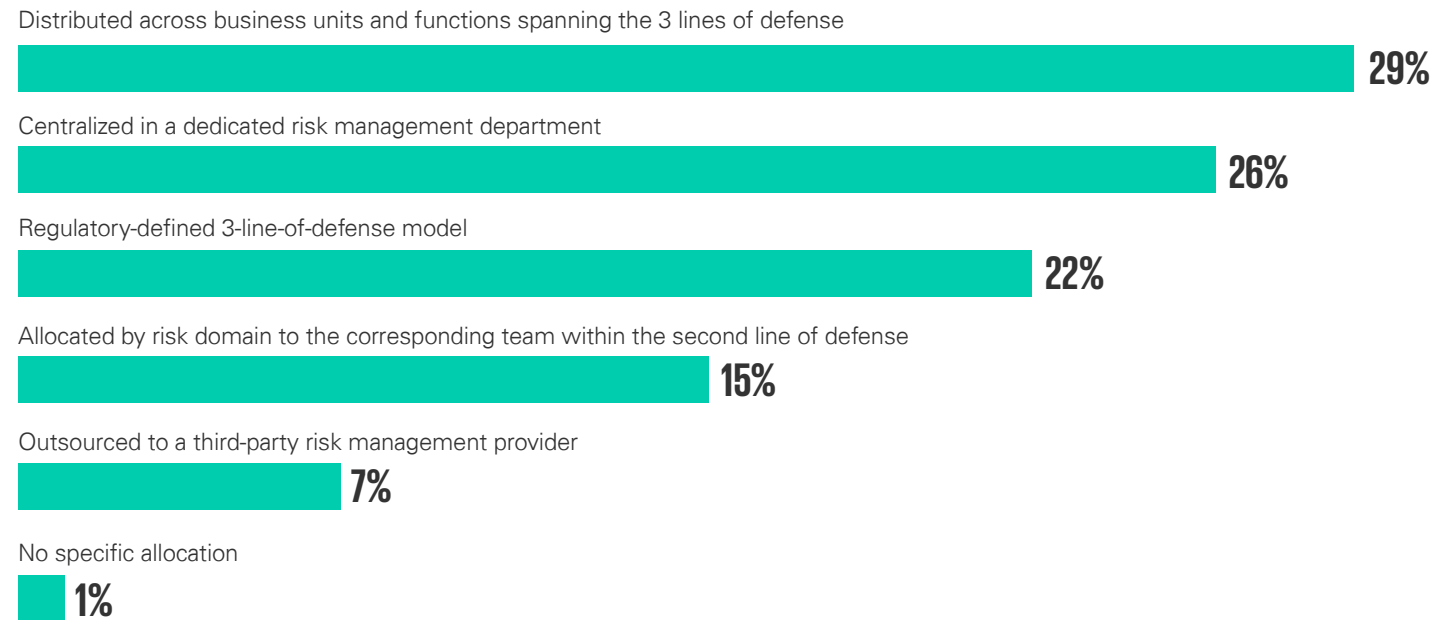 Distributed across business units and functions spanning the 3 lines of defense
29%
Centralized in a dedicated risk management department
26%
Regulatory-defined 3-line-of-defense model
22%
Allocated by risk domain to the corresponding team within the second line of defense
15%
Outsourced to a third-party risk management provider
7%
No specific allocation
1%